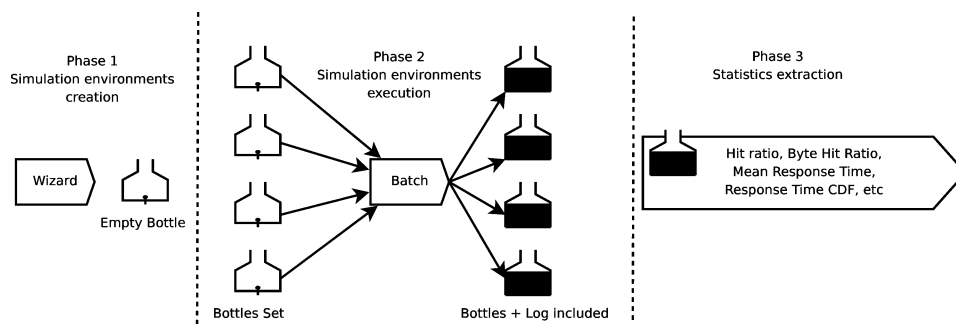 Phase 1
Simulation environments
creation
Wizard
Empty Bottle
Phase 2
Simulation environments
execution
Batch
Bottles Set
Bottles + Log included
Phase 3
Statistics extraction
Hit ratio, Byte Hit Ratio,
Mean Response Time,
Response Time CDF, etc